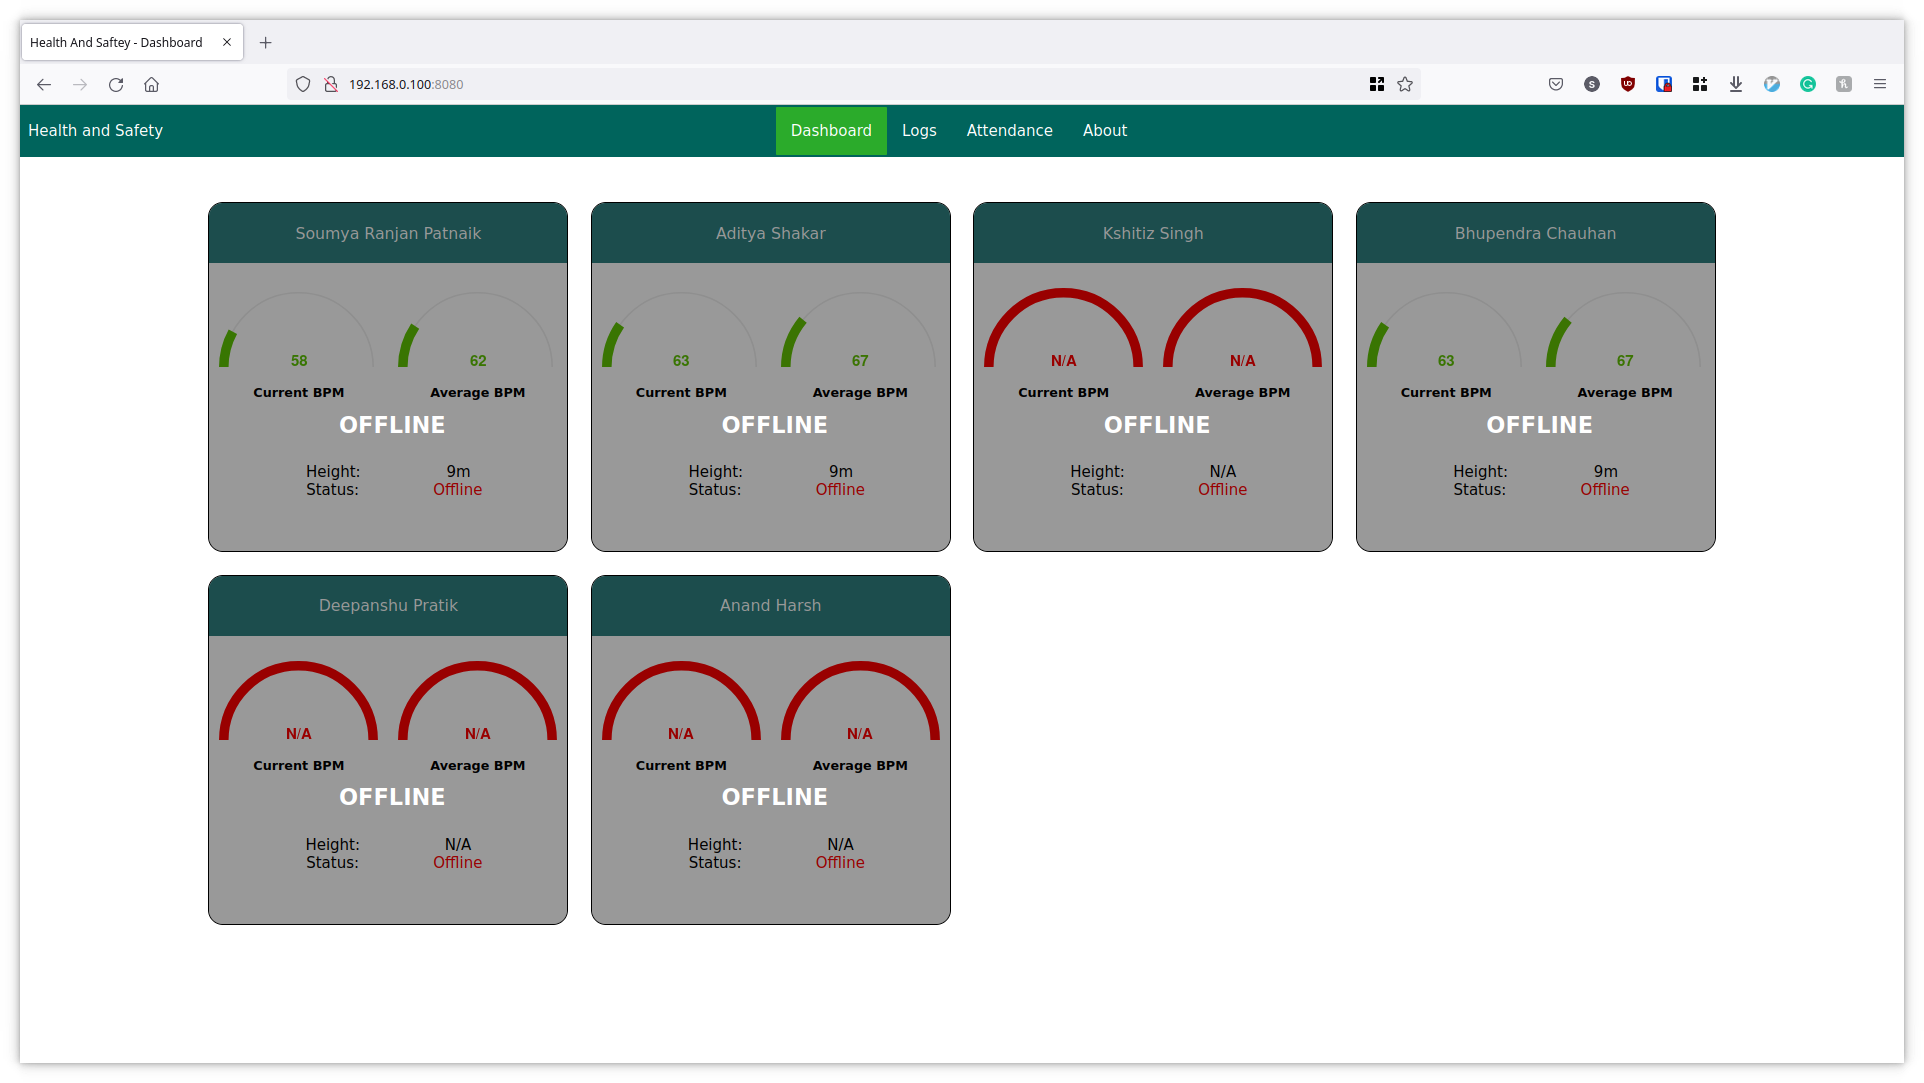 Health And Saftey - Dashboard
192.168.0.100:8080
Health and Safety Dashboard Logs Attendance About
Soumya Ranjan Patnaik
58 62
Current BPM Average BPM
OFFLINE
Height: 9m
Status: Offline
Aditya Shakar
63 67
Current BPM Average BPM
OFFLINE
Height: 9m
Status: Offline
Kshitiz Singh
N/A N/A
Current BPM Average BPM
OFFLINE
Height: N/A
Status: Offline
Bhupendra Chauhan
63 67
Current BPM Average BPM
OFFLINE
Height: 9m
Status: Offline
Deepanshu Pratik
N/A N/A
Current BPM Average BPM
OFFLINE
Height: N/A
Status: Offline
Anand Harsh
N/A N/A
Current BPM Average BPM
OFFLINE
Height: N/A
Status: Offline